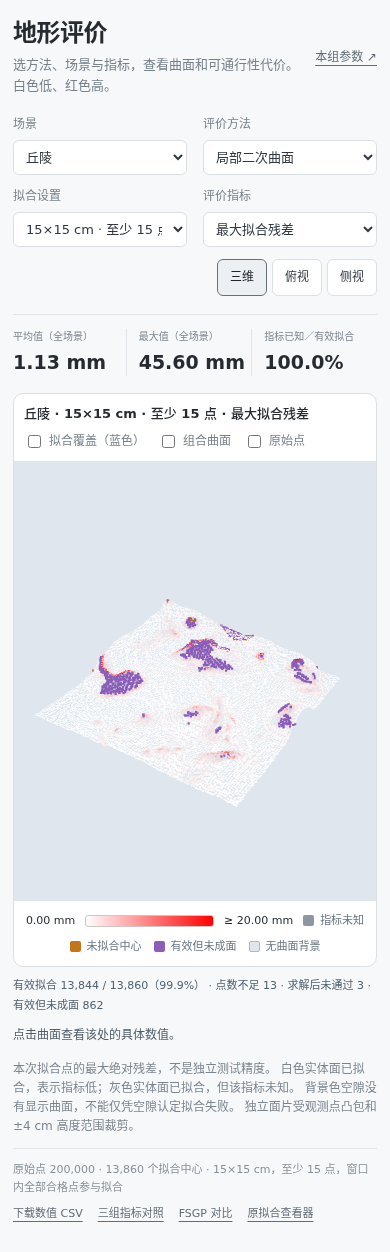 地形评价
选方法、场景与指标，查看曲面和可通行性代价。
白色低、红色高。
本组参数 ↗
场景
评价方法
丘陵
局部二次曲面
拟合设置
评价指标
15×15 cm · 至少 15
最大拟合残差
三维
俯视
侧视
平均值（全场景）
最大值（全场景）
指标已知／有效拟合
1.13 mm
45.60 mm
100.0%
丘陵 · 15×15 cm · 至少 15 点 · 最大拟合残差
拟合覆盖（蓝色）
组合曲面
原始点
0.00 mm
≥ 20.00 mm
指标未知
未拟合中心
有效但未成面
无曲面背景
有效拟合 13,844 / 13,860（99.9%） · 点数不足 13 · 求解后未通过 3 ·
有效但未成面 862
点击曲面查看该处的具体数值。
本次拟合点的最大绝对残差，不是独立测试精度。 白色实体面已拟
合，表示指标低；灰色实体面已拟合，但该指标未知。 背景色空隙没
有显示曲面，不能仅凭空隙认定拟合失败。 独立面片受观测点凸包和
±4 cm 高度范围裁剪。
原始点 200,000 · 13,860 个拟合中心 · 15×15 cm，至少 15 点，窗口
内全部合格点参与拟合
下载数值 CSV
三组指标对照
FSGP 对比
原拟合查看器